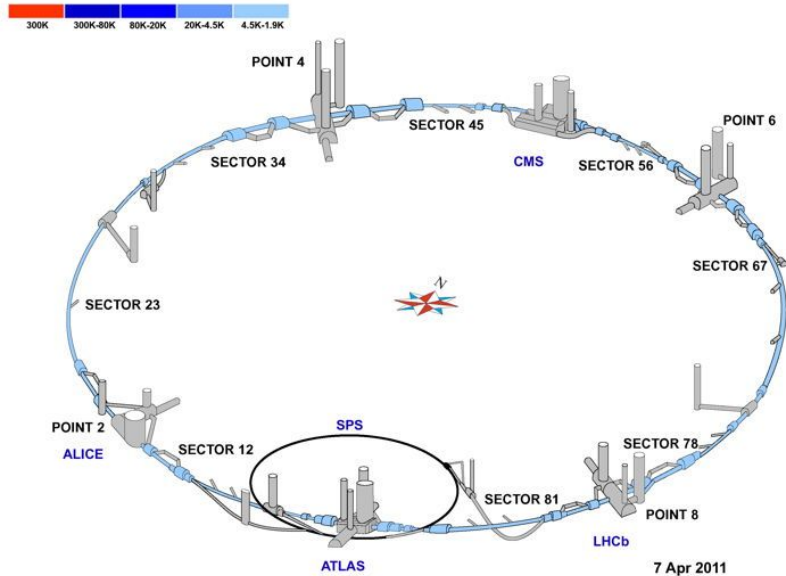 300K 300K-80K 80K-20K 20K-4.5K 4.5K-1.9K
POINT 4
SECTOR 45
POINT 6
SECTOR 34
CMS
SECTOR 56
SECTOR 67
N
SECTOR 23
POINT 2
SPS
ALICE
SECTOR 12
SECTOR 78
SECTOR 81
POINT 8
LHCb
ATLAS
7 Apr 2011